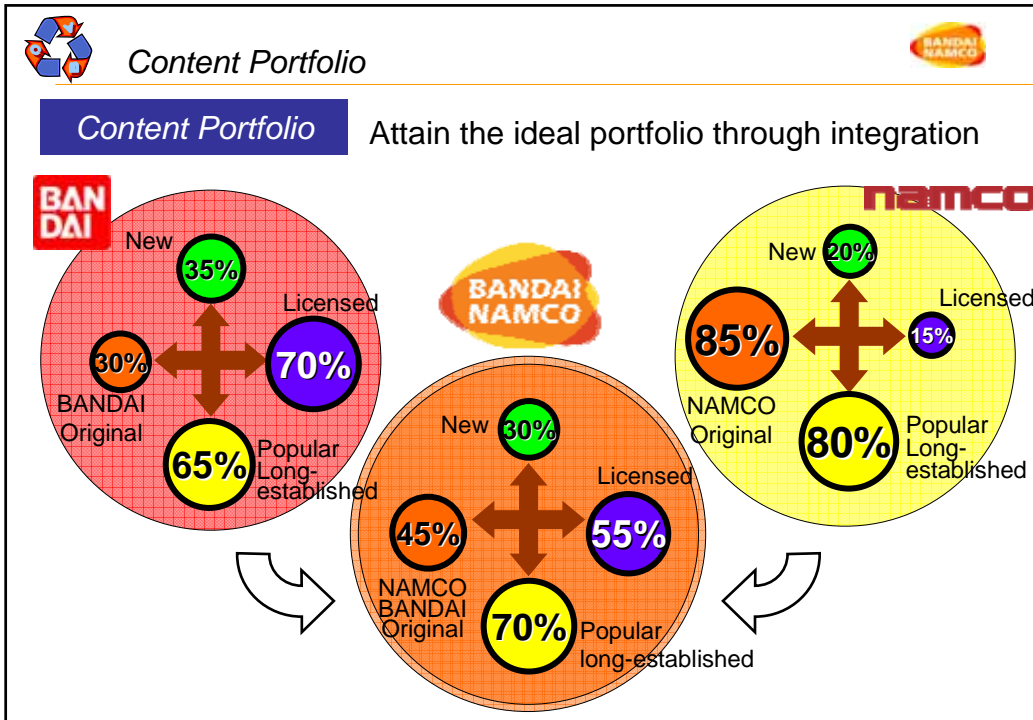 Content Portfolio
BANDAI
NAMCO
Content Portfolio
Attain the ideal portfolio through integration
BAN
DAI
New
35%
Licensed
70%
30%
BANDAI
Original
65%
Popular
Long-
established
BANDAI
NAMCO
New
30%
Licensed
55%
45%
NAMCO
BANDAI
Original
70%
Popular
long-established
namco
New
20%
Licensed
15%
85%
NAMCO
Original
80%
Popular
Long-
established